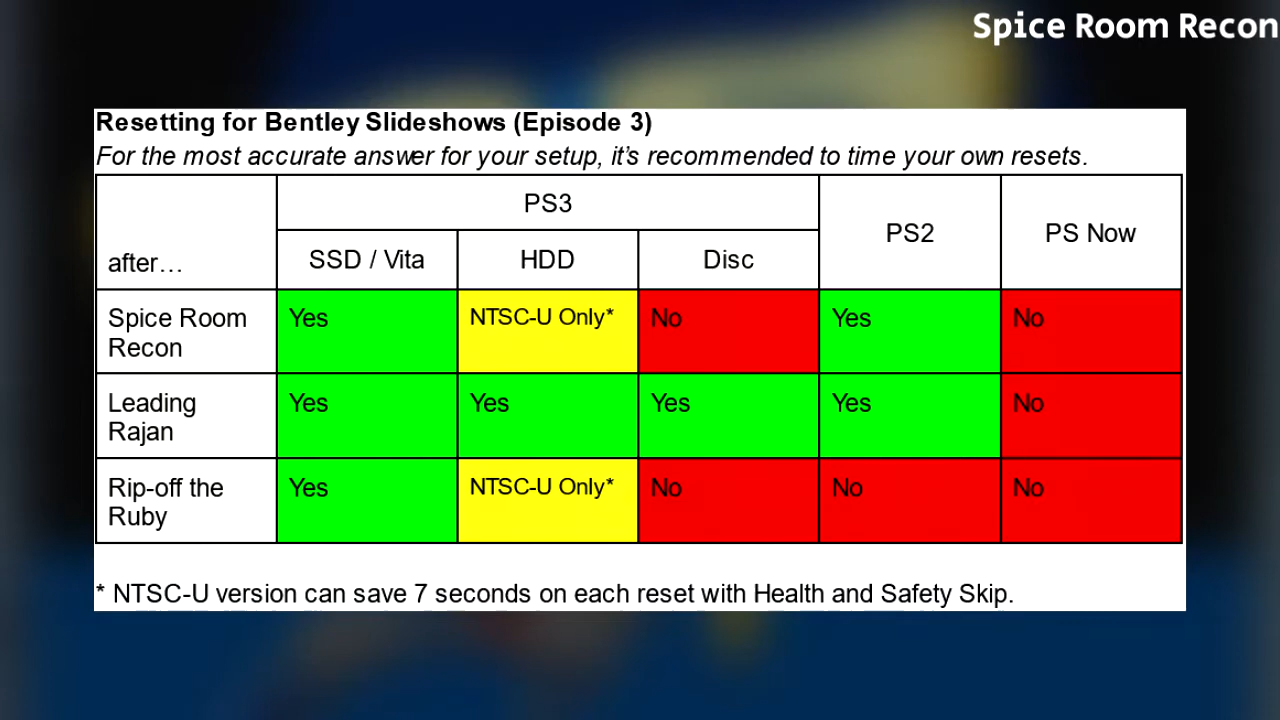 Spice Room Recon
Resetting for Bentley Slideshows (Episode 3)
For the most accurate answer for your setup, it's recommended to time your own resets.
after…
PS3
PS2
PS Now
SSD / Vita
HDD
Disc
Spice Room
Recon
Yes
NTSC-U Only*
No
Yes
No
Leading
Rajan
Yes
Yes
Yes
Yes
No
Rip-off the
Ruby
Yes
NTSC-U Only*
No
No
No
* NTSC-U version can save 7 seconds on each reset with Health and Safety Skip.